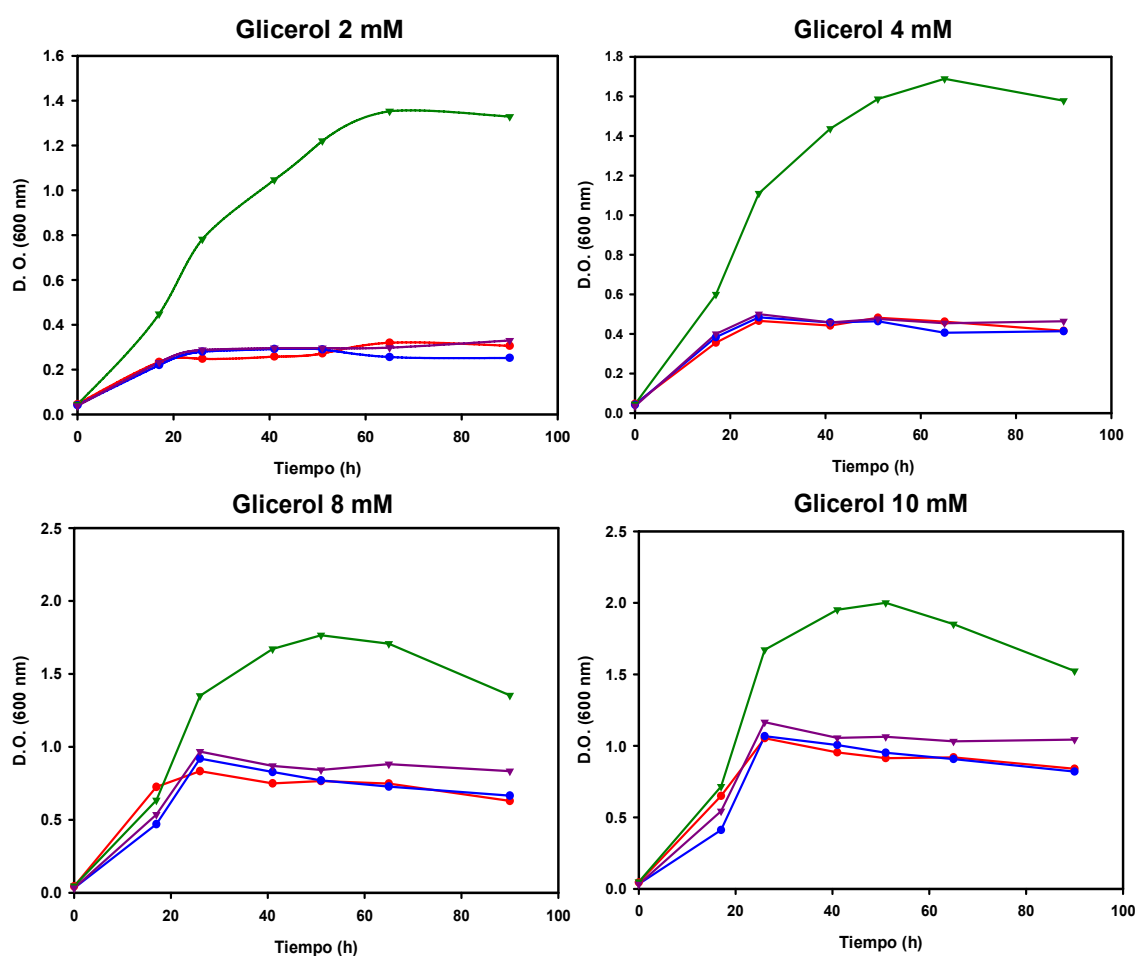 Glicerol 2 mM
1.6
1.4
1.2
1.0
0.8
0.6
0.4
0.2
0.0
D. O. (600 nm)
0 20 40 60 80 100
Tiempo (h)
Glicerol 4 mM
1.8
1.6
1.4
1.2
1.0
0.8
0.6
0.4
0.2
0.0
D.O. (600 nm)
0 20 40 60 80 100
Tiempo (h)
Glicerol 8 mM
2.5
2.0
1.5
1.0
0.5
0.0
D.O. (600 nm)
0 20 40 60 80 100
Tiempo (h)
Glicerol 10 mM
2.5
2.0
1.5
1.0
0.5
0.0
D.O. (600 nm)
0 20 40 60 80 100
Tiempo (h)